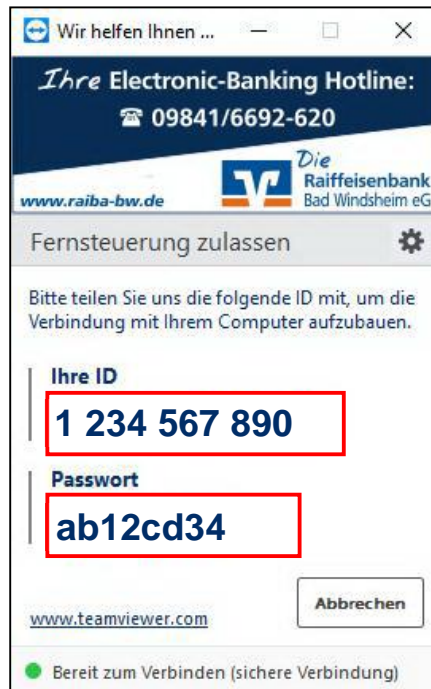 Wir helfen Ihnen ...
Ihre Electronic-Banking Hotline:
☎ 09841/6692-620
Die
Raiffeisenbank
www.raiba-bw.de Bad Windsheim eG
Fernsteuerung zulassen
Bitte teilen Sie uns die folgende ID mit, um die
Verbindung mit Ihrem Computer aufzubauen.
Ihre ID
1 234 567 890
Passwort
ab12cd34
Abbrechen
www.teamviewer.com
Bereit zum Verbinden (sichere Verbindung)